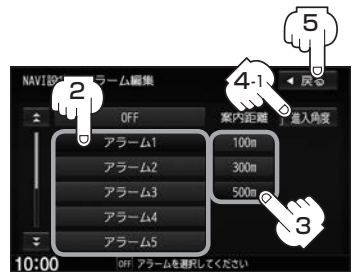 5
NAVI設 ラーム編集
2
4-1
戻る
OFF
案内距離
進入角度
アラーム1
100m
アラーム2
300m
アラーム3
500m
3
アラーム4
アラーム5
10:00
OFF アラームを選択してください